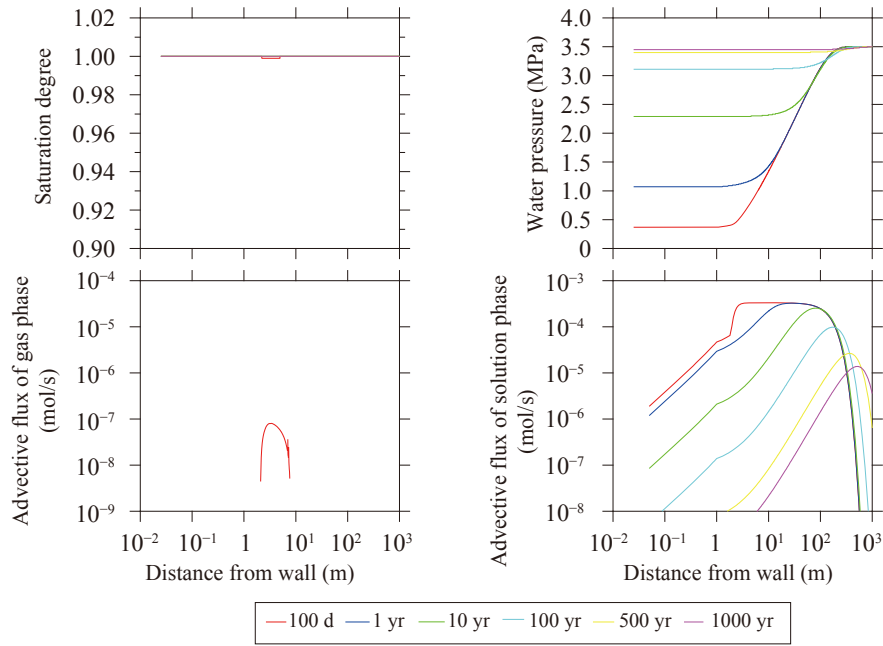 Saturation degree
1.02
1.00
0.98
0.96
0.94
0.92
0.90
Water pressure (MPa)
4.0
3.5
3.0
2.5
2.0
1.5
1.0
0.5
0
Advective flux of gas phase
(mol/s)
10⁻⁴
10⁻⁵
10⁻⁶
10⁻⁷
10⁻⁸
10⁻⁹
10⁻² 10⁻¹ 1 10¹ 10² 10³
Distance from wall (m)
Advective flux of solution phase
(mol/s)
10⁻³
10⁻⁴
10⁻⁵
10⁻⁶
10⁻⁷
10⁻⁸
10⁻² 10⁻¹ 1 10¹ 10² 10³
Distance from wall (m)
100 d 1 yr 10 yr 100 yr 500 yr 1000 yr